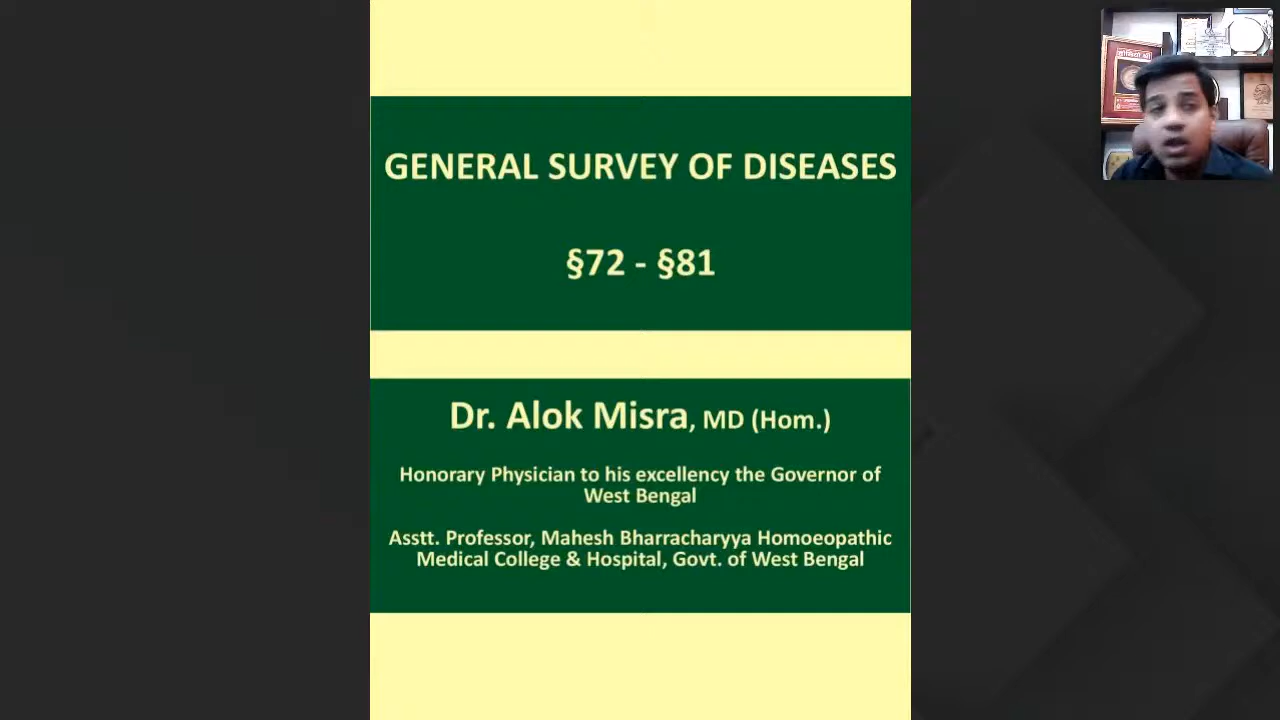 GENERAL SURVEY OF DISEASES
§72 - §81
Dr. Alok Misra, MD (Hom.)
Honorary Physician to his excellency the Governor of
West Bengal
Asstt. Professor, Mahesh Bharracharyya Homoeopathic
Medical College & Hospital, Govt. of West Bengal